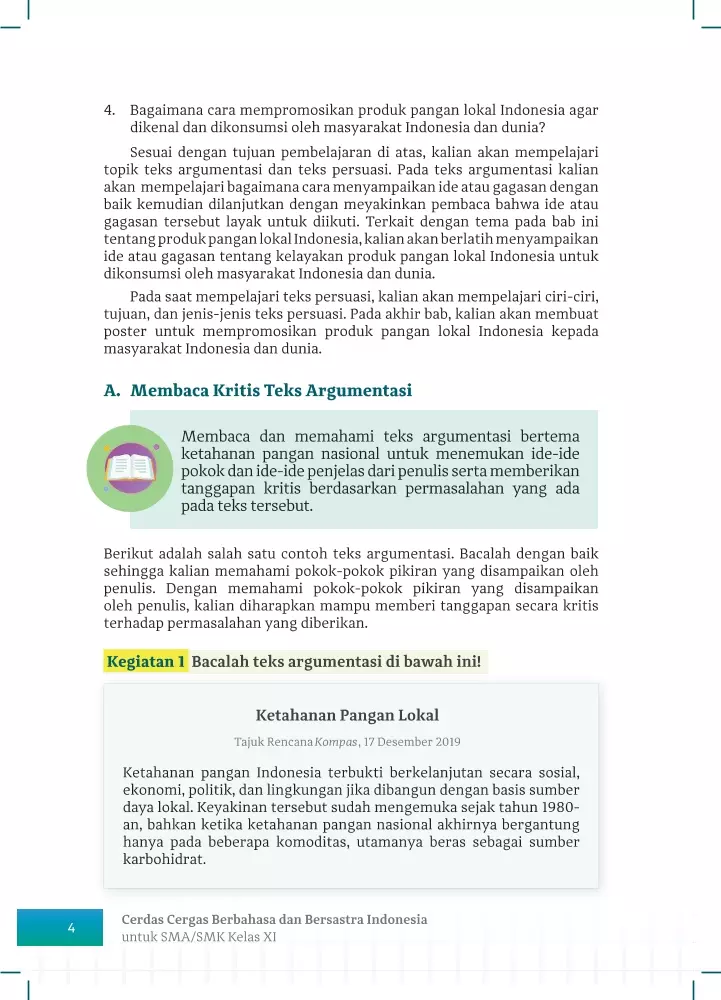 4. Bagaimana cara mempromosikan produk pangan lokal Indonesia agar
dikenal dan dikonsumsi oleh masyarakat Indonesia dan dunia?
Sesuai dengan tujuan pembelajaran di atas, kalian akan mempelajari
topik teks argumentasi dan teks persuasi. Pada teks argumentasi kalian
akan mempelajari bagaimana cara menyampaikan ide atau gagasan dengan
baik kemudian dilanjutkan dengan meyakinkan pembaca bahwa ide atau
gagasan tersebut layak untuk diikuti. Terkait dengan tema pada bab ini
tentang produk pangan lokal Indonesia, kalian akan berlatih menyampaikan
ide atau gagasan tentang kelayakan produk pangan lokal Indonesia untuk
dikonsumsi oleh masyarakat Indonesia dan dunia.
Pada saat mempelajari teks persuasi, kalian akan mempelajari ciri-ciri,
tujuan, dan jenis-jenis teks persuasi. Pada akhir bab, kalian akan membuat
poster untuk mempromosikan produk pangan lokal Indonesia kepada
masyarakat Indonesia dan dunia.
A. Membaca Kritis Teks Argumentasi
Membaca dan memahami teks argumentasi bertema
ketahanan pangan nasional untuk menemukan ide-ide
pokok dan ide-ide penjelas dari penulis serta memberikan
tanggapan kritis berdasarkan permasalahan yang ada
pada teks tersebut.
Berikut adalah salah satu contoh teks argumentasi. Bacalah dengan baik
sehingga kalian memahami pokok-pokok pikiran yang disampaikan oleh
penulis. Dengan memahami pokok-pokok pikiran yang disampaikan
oleh penulis, kalian diharapkan mampu memberi tanggapan secara kritis
terhadap permasalahan yang diberikan.
Kegiatan 1 Bacalah teks argumentasi di bawah ini!
Ketahanan Pangan Lokal
Tajuk Rencana Kompas, 17 Desember 2019
Ketahanan pangan Indonesia terbukti berkelanjutan secara sosial,
ekonomi, politik, dan lingkungan jika dibangun dengan basis sumber
daya lokal. Keyakinan tersebut sudah mengemuka sejak tahun 1980-
an, bahkan ketika ketahanan pangan nasional akhirnya bergantung
hanya pada beberapa komoditas, utamanya beras sebagai sumber
karbohidrat.
4
Cerdas Cergas Berbahasa dan Bersastra Indonesia
untuk SMA/SMK Kelas XI